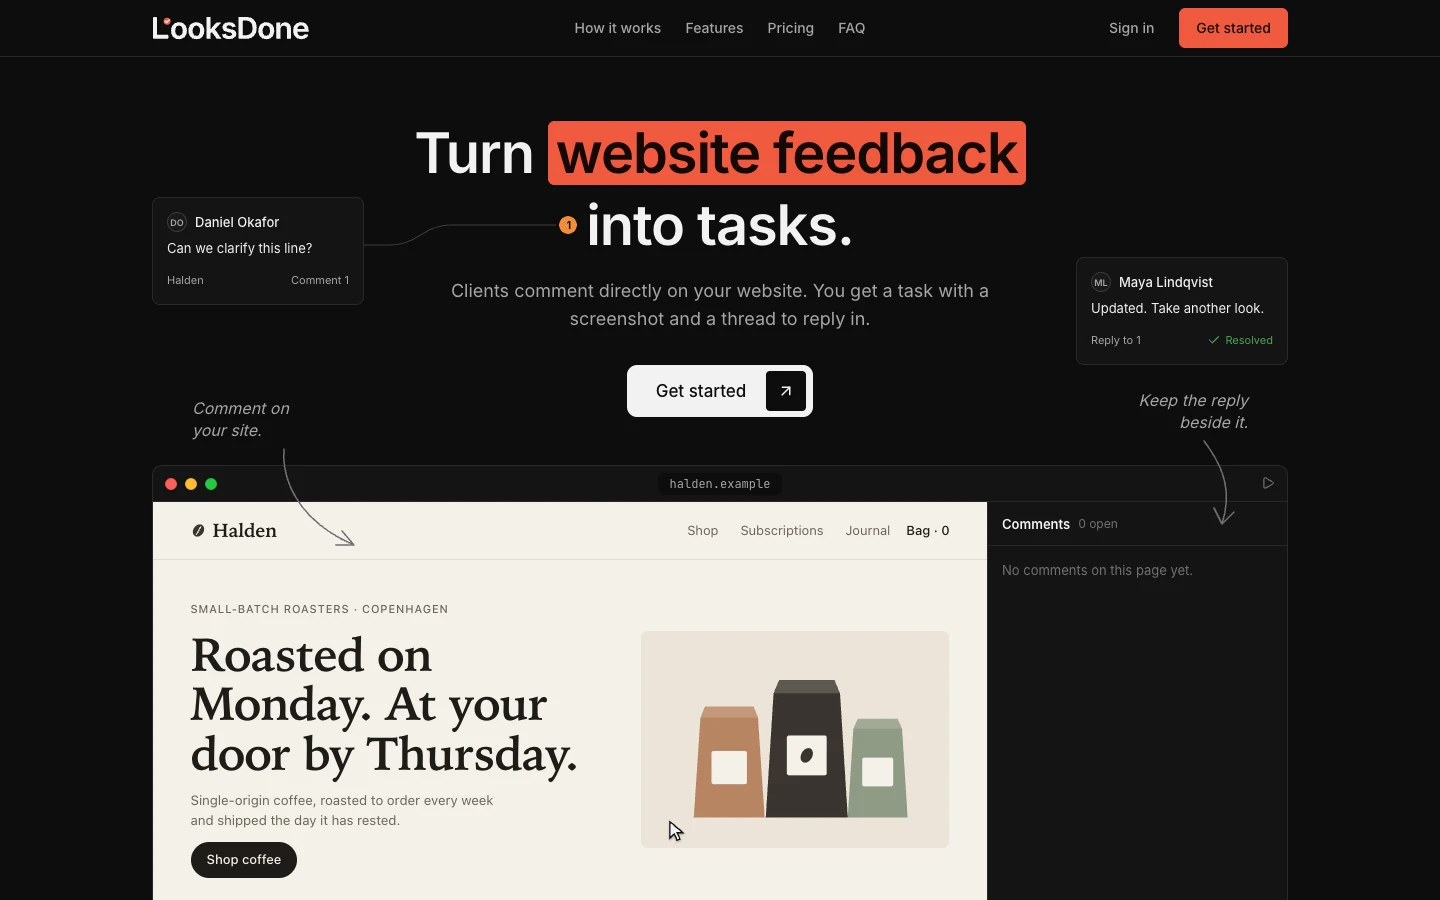 LooksDone
How it works
Features
Pricing
FAQ
Sign in
Get started
Turn website feedback
into tasks.
DO
Daniel Okafor
Can we clarify this line?
Halden
Comment 1
1
Clients comment directly on your website. You get a task with a
screenshot and a thread to reply in.
ML
Maya Lindqvist
Updated. Take another look.
Reply to 1
Resolved
Get started
Comment on
your site.
Keep the reply
beside it.
halden.example
Halden
Shop
Subscriptions
Journal
Bag · 0
Comments
0 open
No comments on this page yet.
SMALL-BATCH ROASTERS · COPENHAGEN
Roasted on
Monday. At your
door by Thursday.
Single-origin coffee, roasted to order every week
and shipped the day it has rested.
Shop coffee